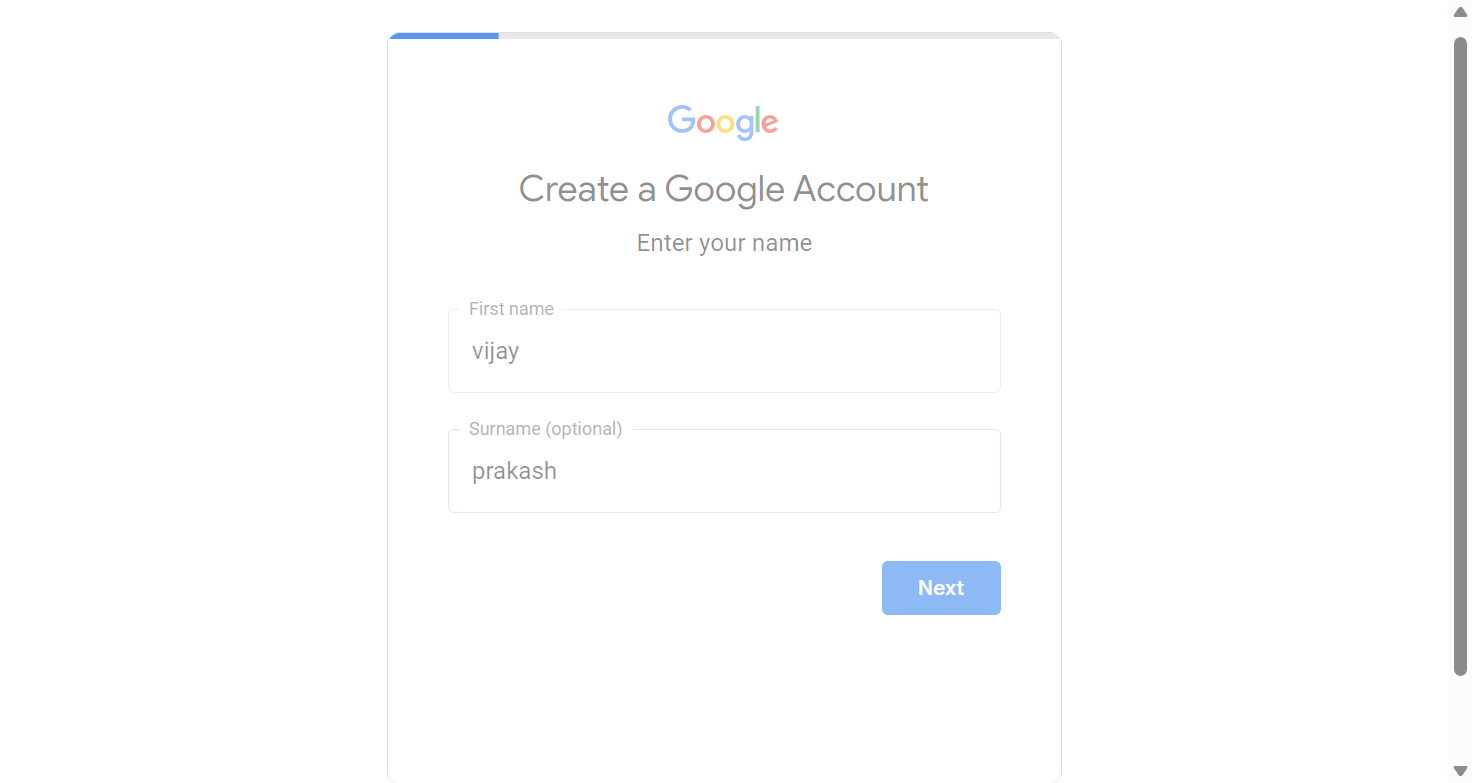 Google
Create a Google Account
Enter your name
First name
vijay
Surname (optional)
prakash
Next